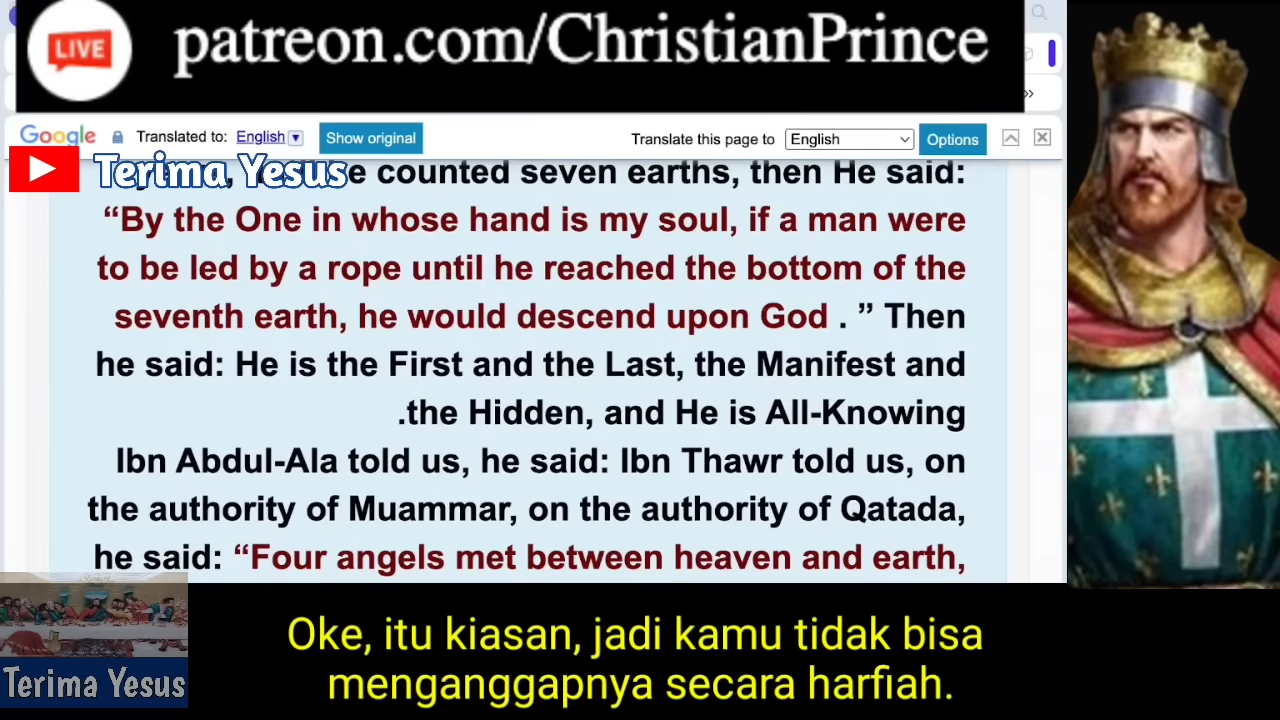 LIVE
patreon.com/ChristianPrince
Google Translated to: English Show original Translate this page to English Options
Terima Yesus
e counted seven earths, then He said:
“By the One in whose hand is my soul, if a man were
to be led by a rope until he reached the bottom of the
seventh earth, he would descend upon God . ” Then
he said: He is the First and the Last, the Manifest and
.the Hidden, and He is All-Knowing
Ibn Abdul-Ala told us, he said: Ibn Thawr told us, on
the authority of Muammar, on the authority of Qatada,
he said: “Four angels met between heaven and earth,
Terima Yesus
Oke, itu kiasan, jadi kamu tidak bisa
menganggapnya secara harfiah.